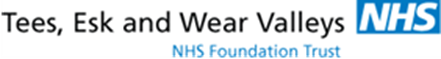 Tees, Esk and Wear Valleys NHS
NHS Foundation Trust